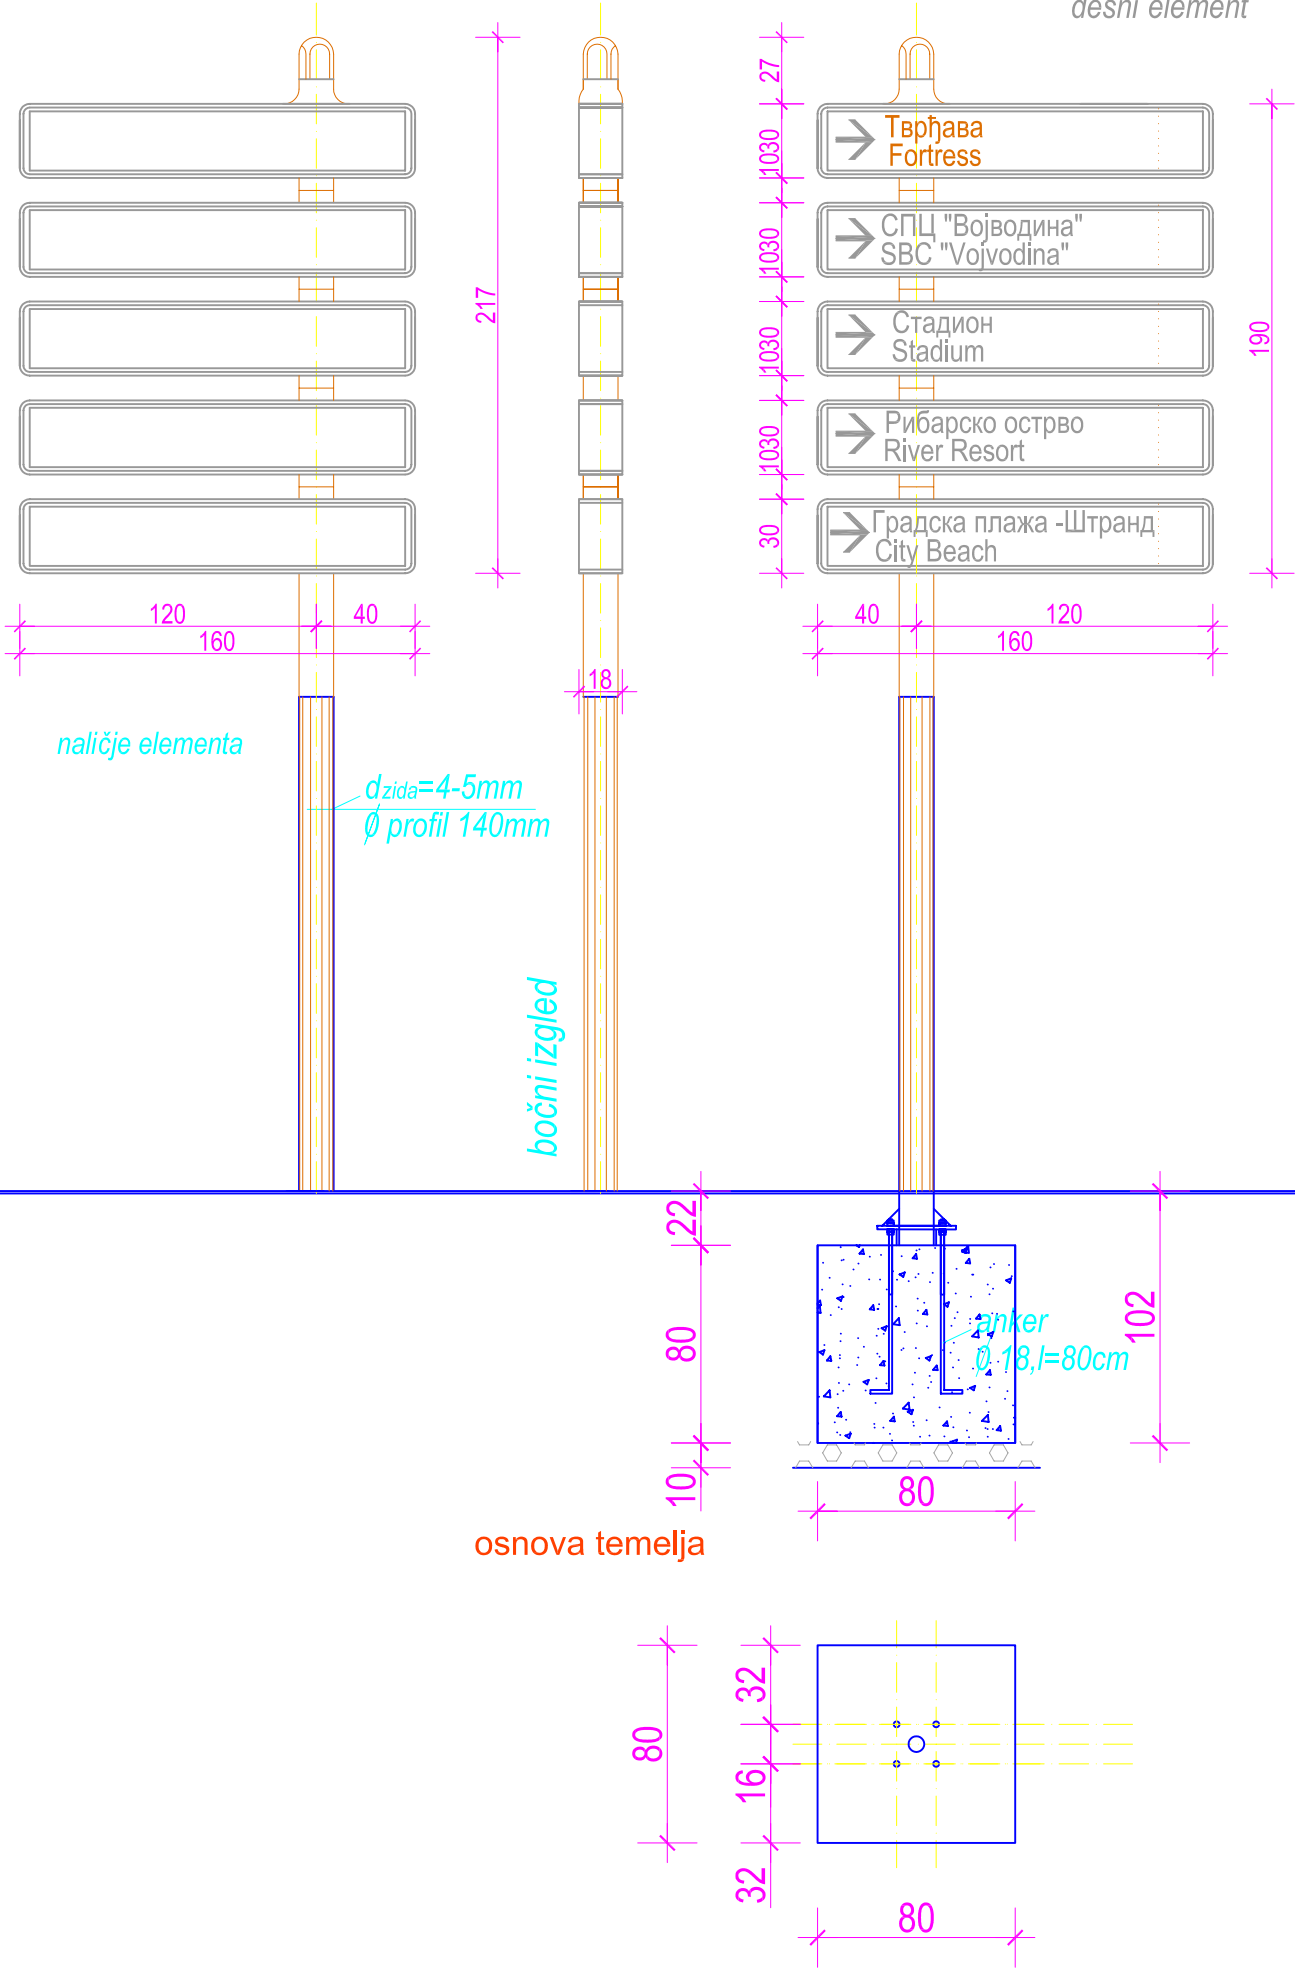 desni element
27
1030
1030
1030
1030
30
217
190
Тврђава
Fortress
СПЦ "Војводина"
SBC "Vojvodina"
Стадион
Stadium
Рибарско острво
River Resort
Градска плажа -Штранд
City Beach
120
40
160
40
120
160
18
naličje elementa
dzida=4-5mm
Ø profil 140mm
bočni izgled
22
80
10
102
anker
Ø 18,l=80cm
80
osnova temelja
80
32
16
32
80